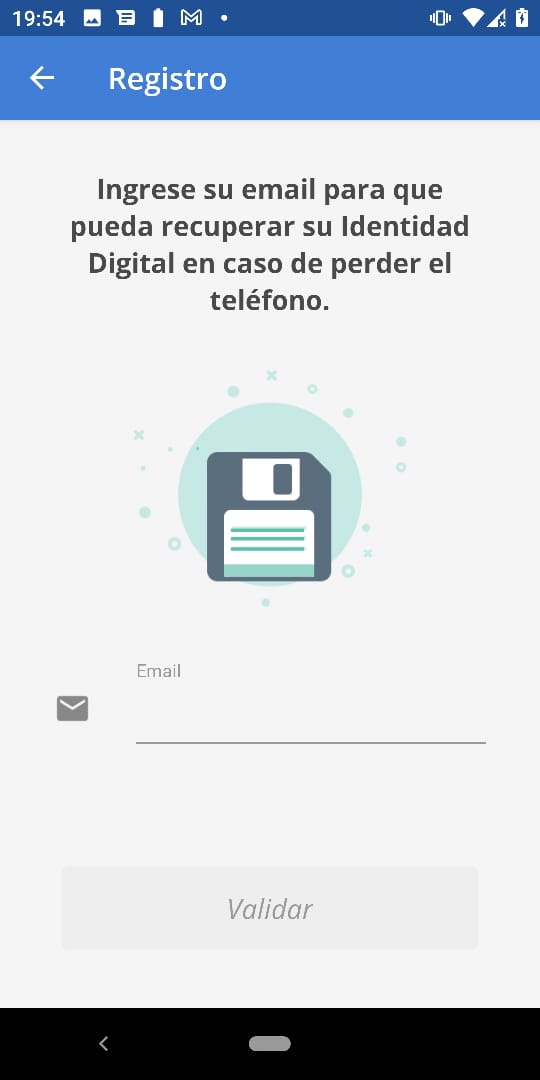 19:54
Registro
Ingrese su email para que
pueda recuperar su Identidad
Digital en caso de perder el
teléfono.
Email
Validar